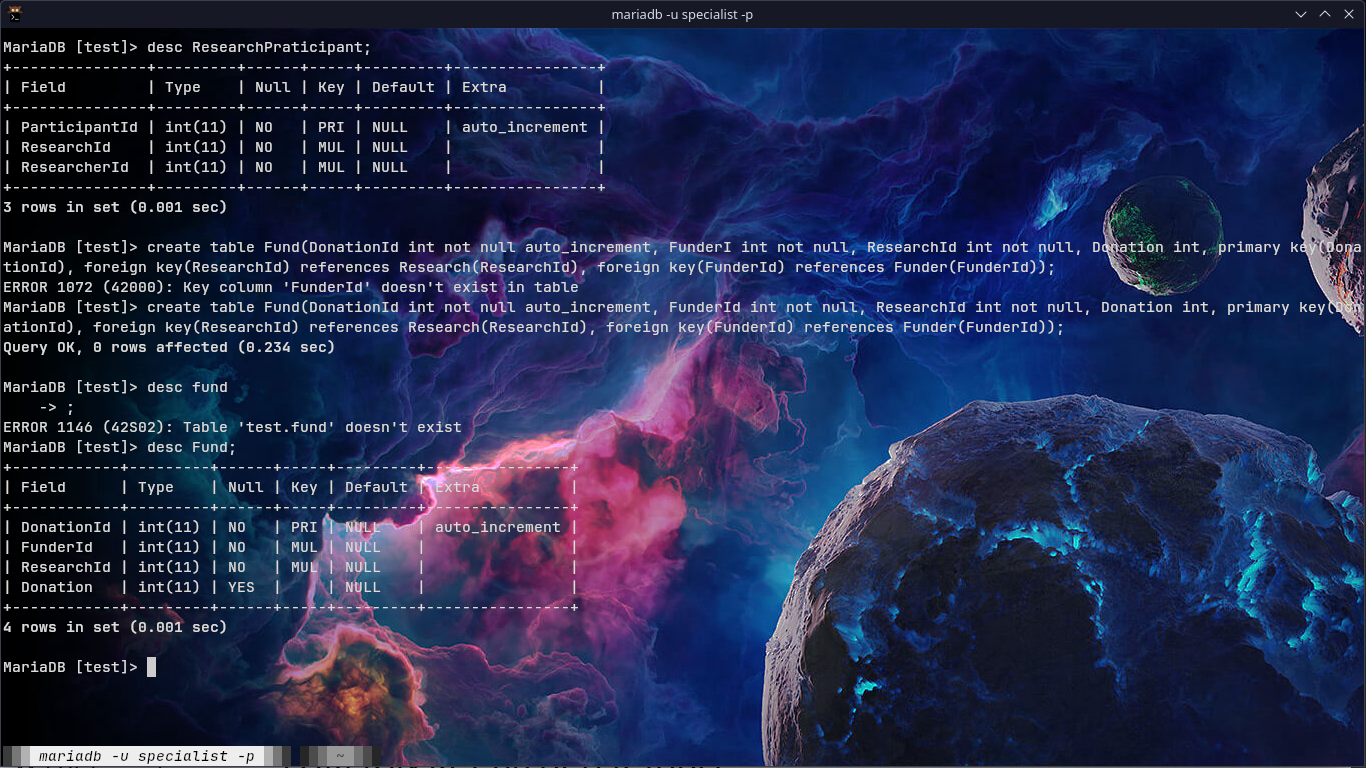 mariadb -u specialist -p
MariaDB [test]> desc ResearchPraticipant;
+---------------+---------+------+-----+---------+----------------+
| Field         | Type    | Null | Key | Default | Extra          |
+---------------+---------+------+-----+---------+----------------+
| ParticipantId | int(11) | NO   | PRI | NULL    | auto_increment |
| ResearchId    | int(11) | NO   | MUL | NULL    |                |
| ResearcherId  | int(11) | NO   | MUL | NULL    |                |
+---------------+---------+------+-----+---------+----------------+
3 rows in set (0.001 sec)
MariaDB [test]> create table Fund(DonationId int not null auto_increment, FunderI int not null, ResearchId int not null, Donation int, primary key(Dona
tionId), foreign key(ResearchId) references Research(ResearchId), foreign key(FunderId) references Funder(FunderId));
ERROR 1072 (42000): Key column 'FunderId' doesn't exist in table
MariaDB [test]> create table Fund(DonationId int not null auto_increment, FunderId int not null, ResearchId int not null, Donation int, primary key(Don
ationId), foreign key(ResearchId) references Research(ResearchId), foreign key(FunderId) references Funder(FunderId));
Query OK, 0 rows affected (0.234 sec)
MariaDB [test]> desc fund
    -> ;
ERROR 1146 (42S02): Table 'test.fund' doesn't exist
MariaDB [test]> desc Fund;
+------------+---------+------+-----+---------+----------------+
| Field      | Type    | Null | Key | Default | Extra          |
+------------+---------+------+-----+---------+----------------+
| DonationId | int(11) | NO   | PRI | NULL    | auto_increment |
| FunderId   | int(11) | NO   | MUL | NULL    |                |
| ResearchId | int(11) | NO   | MUL | NULL    |                |
| Donation   | int(11) | YES  |     | NULL    |                |
+------------+---------+------+-----+---------+----------------+
4 rows in set (0.001 sec)
MariaDB [test]>
mariadb -u specialist -p ~